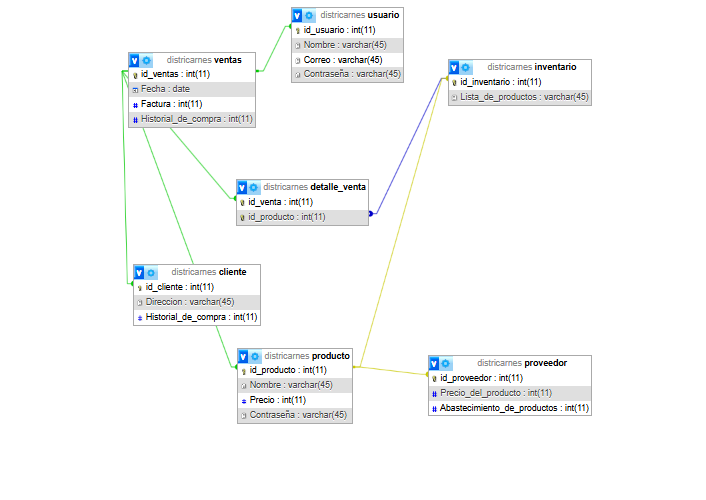 districarnes usuario
id_usuario : int(11)
Nombre : varchar(45)
Correo : varchar(45)
Contraseña : varchar(45)
districarnes ventas
id_ventas : int(11)
Fecha : date
Factura : int(11)
Historial_de_compra : int(11)
districarnes inventario
id_inventario : int(11)
Lista_de_productos : varchar(45)
districarnes detalle_venta
id_venta : int(11)
id_producto : int(11)
districarnes cliente
id_cliente : int(11)
Direccion : varchar(45)
Historial_de_compra : int(11)
districarnes producto
id_producto : int(11)
Nombre : varchar(45)
Precio : int(11)
Contraseña : varchar(45)
districarnes proveedor
id_proveedor : int(11)
Precio_del_producto : int(11)
Abastecimiento_de_productos : int(11)